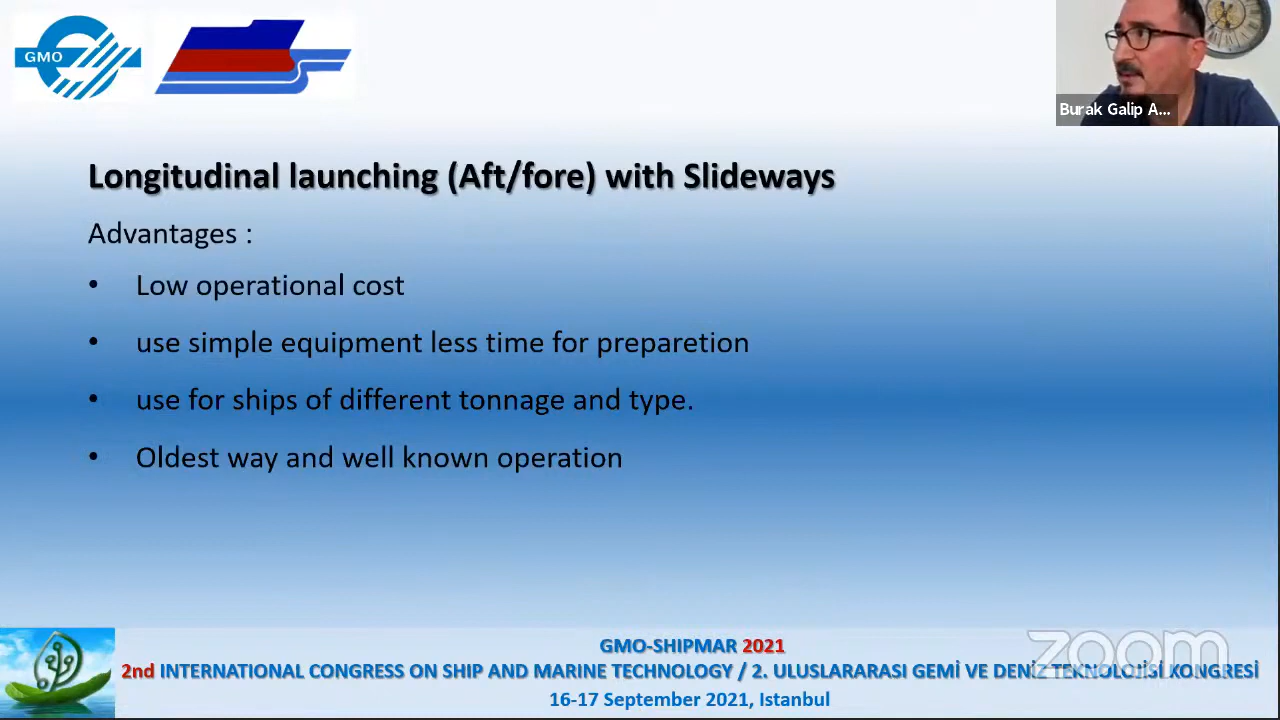 GMO
Burak Galip A...
Longitudinal launching (Aft/fore) with Slideways
Advantages :
• Low operational cost
• use simple equipment less time for preparetion
• use for ships of different tonnage and type.
• Oldest way and well known operation
GMO-SHIPMAR 2021
2nd INTERNATIONAL CONGRESS ON SHIP AND MARINE TECHNOLOGY / 2. ULUSLARARASI GEMİ VE DENİZ TEKNOLOJİSİ KONGRESİ
16-17 September 2021, Istanbul
zoom